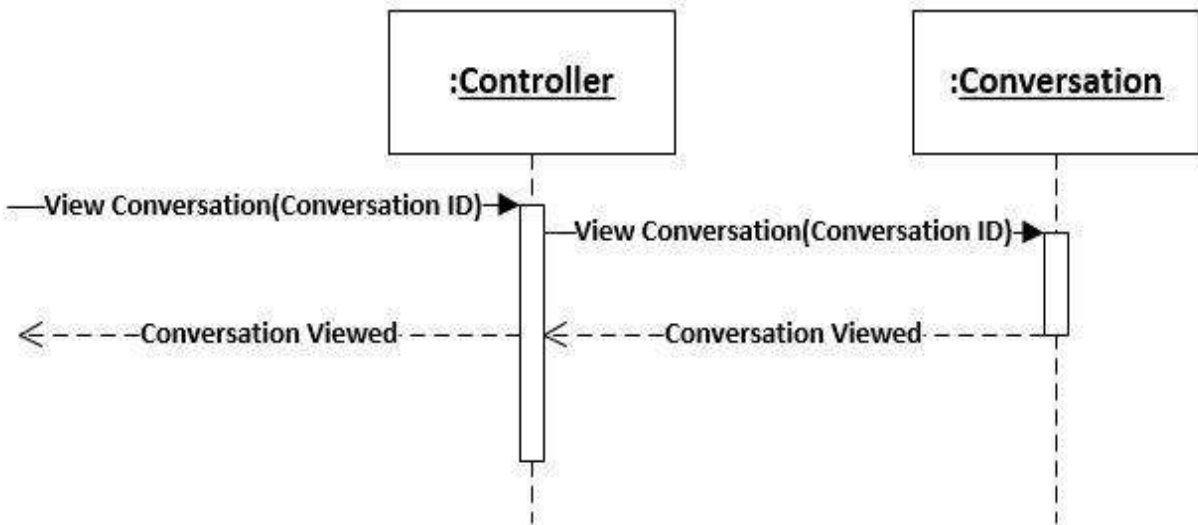 :Controller
:Conversation
View Conversation(Conversation ID)
View Conversation(Conversation ID)
Conversation Viewed
Conversation Viewed